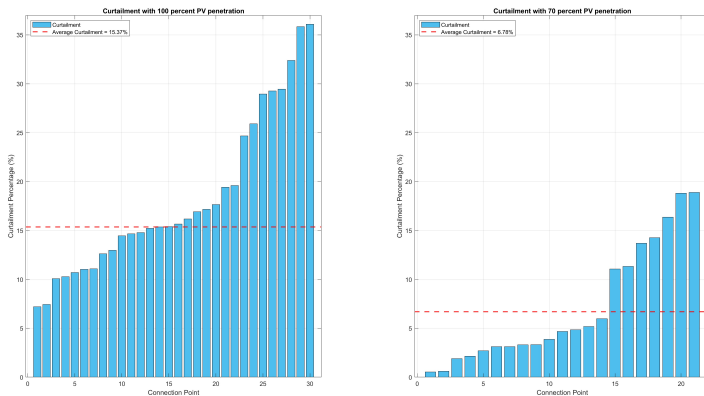 Curtailment with 100 percent PV penetration
Curtailment
Average Curtailment = 15.37%
Curtailment Percentage (%)
35
30
25
20
15
10
5
0
0 5 10 15 20 25 30
Connection Point
Curtailment with 70 percent PV penetration
Curtailment
Average Curtailment = 6.78%
Curtailment Percentage (%)
35
30
25
20
15
10
5
0
0 5 10 15 20
Connection Point